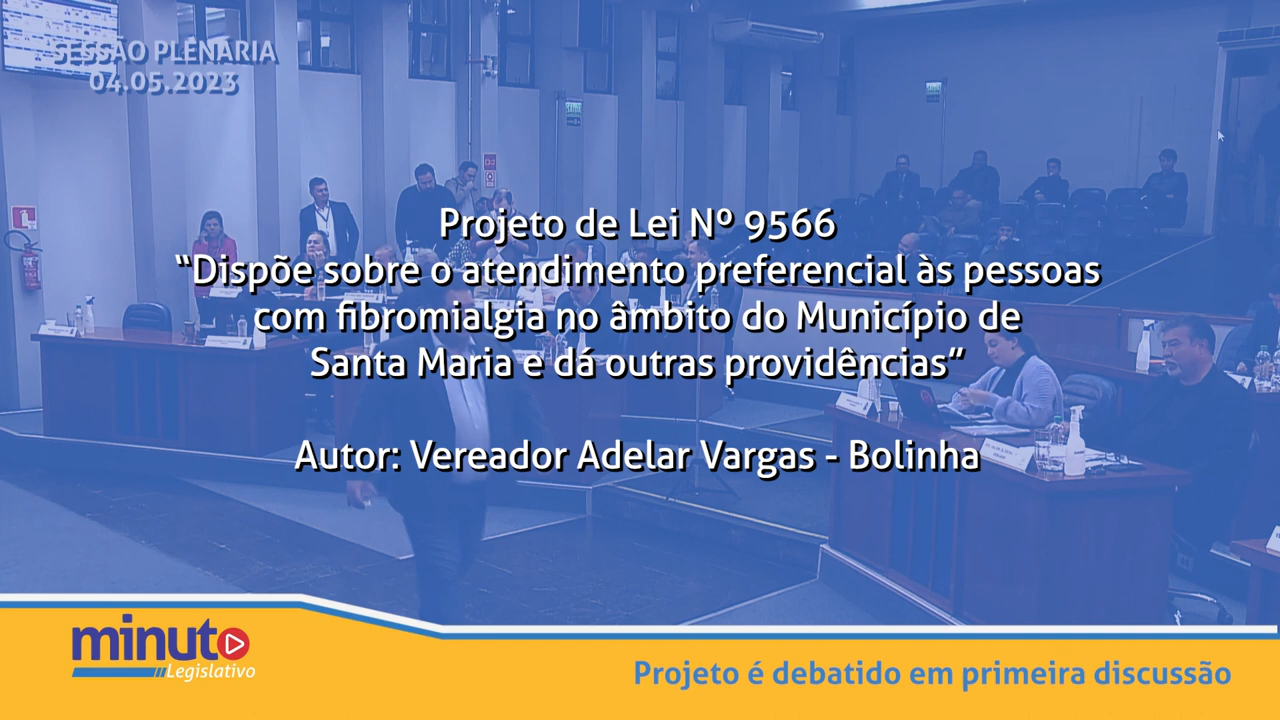 SESSÃO PLENÁRIA
04.05.2023
Projeto de Lei Nº 9566
“Dispõe sobre o atendimento preferencial às pessoas
com fibromialgia no âmbito do Município de
Santa Maria e dá outras providências”
Autor: Vereador Adelar Vargas - Bolinha
minuto
Legislativo
Projeto é debatido em primeira discussão